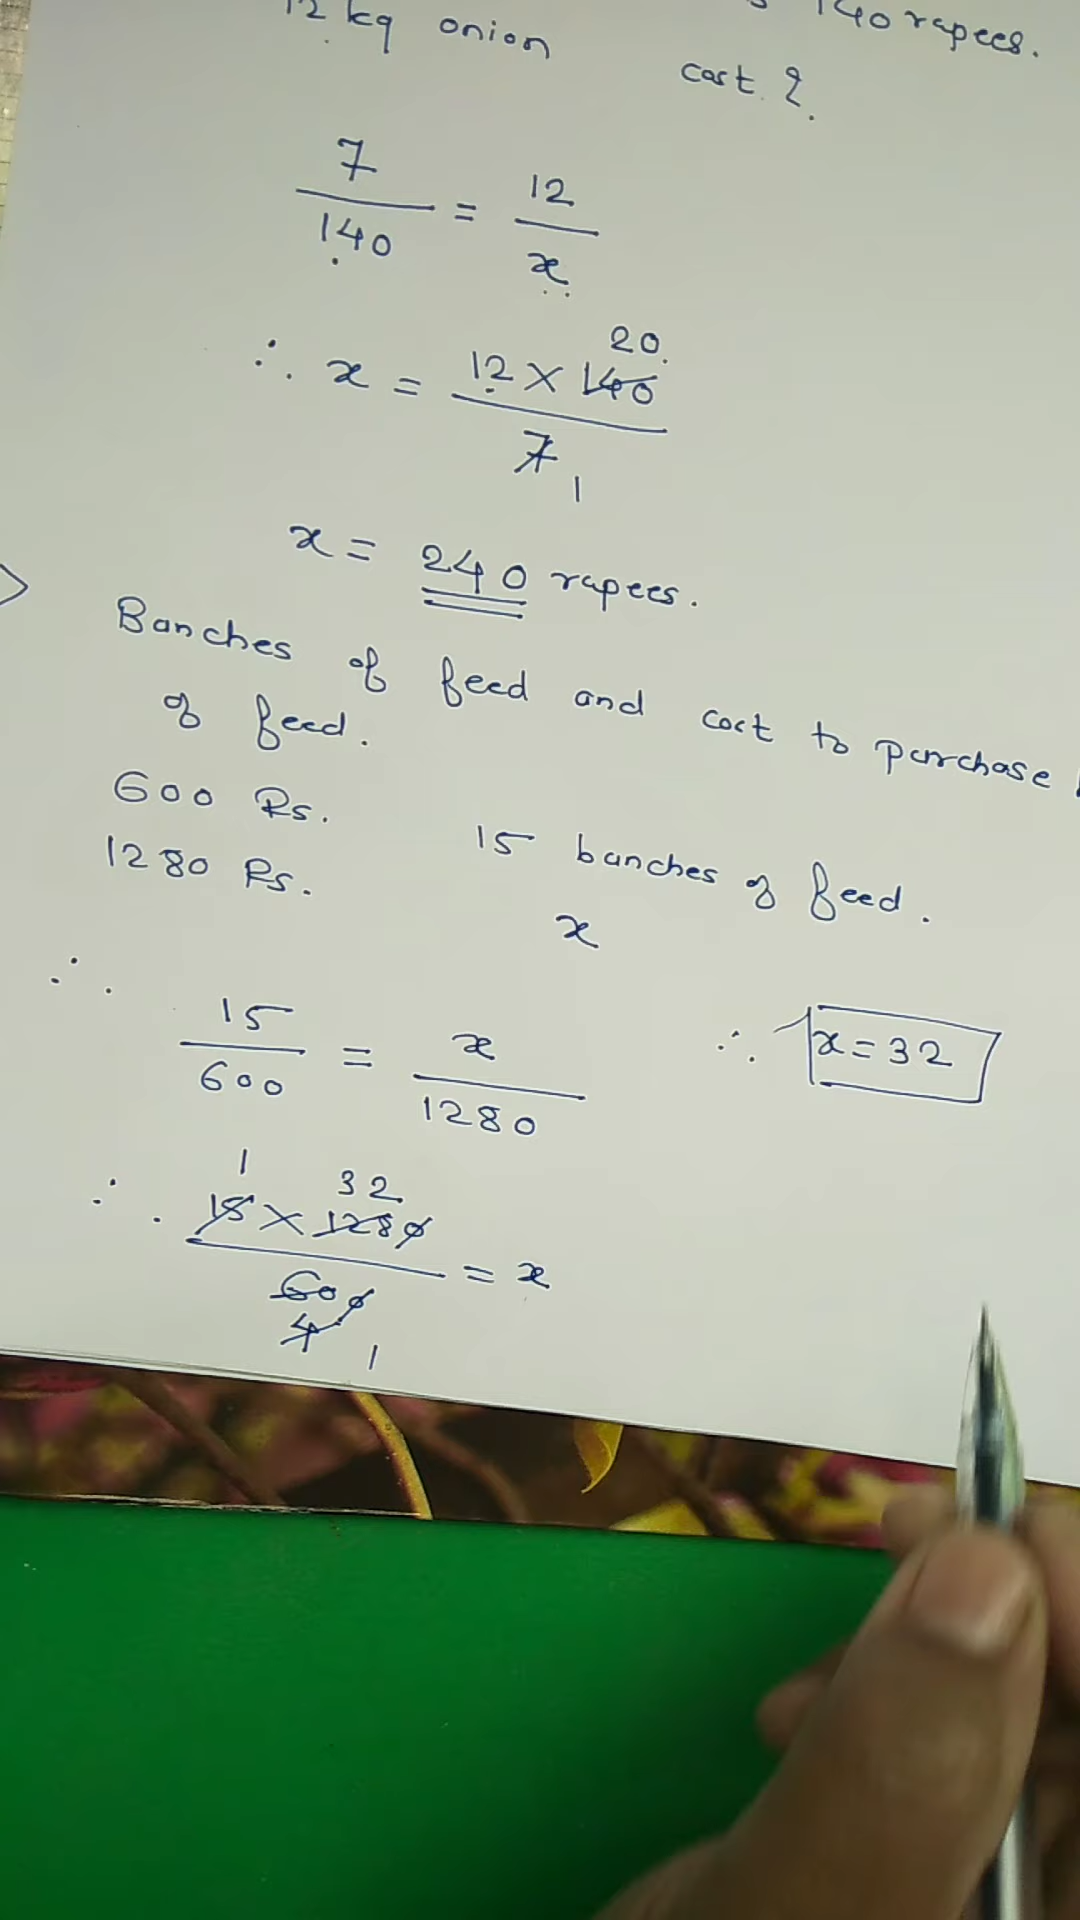 12 kg onion cost ?
140 rupees.
7/140 = 12/x
∴ x = 12 × 140/7
20
1
x = 240 rupees.
Bunches of feed and cost to purchase
of feed.
600 Rs. 15 bunches of feed.
1280 Rs. x
∴ 15/600 = x/1280
∴ x = 32
1 32
∴ 15 × 1280/600 = x
4 1